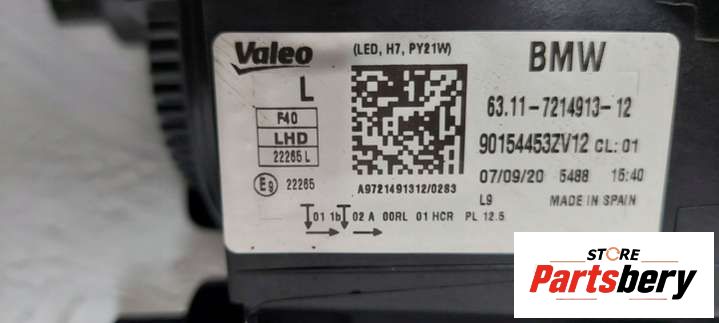 Valeo (LED, H7, PY21W) BMW
L
F40
LHD
22265 L
E9 22265
A9721491312/0283
63.11-7214913-12
90154453ZV12 CL: 01
07/09/20 5488 15:40
L9 MADE IN SPAIN
01 1b 02 A 00RL 01 HCR PL 12.5
STORE
Partsbery